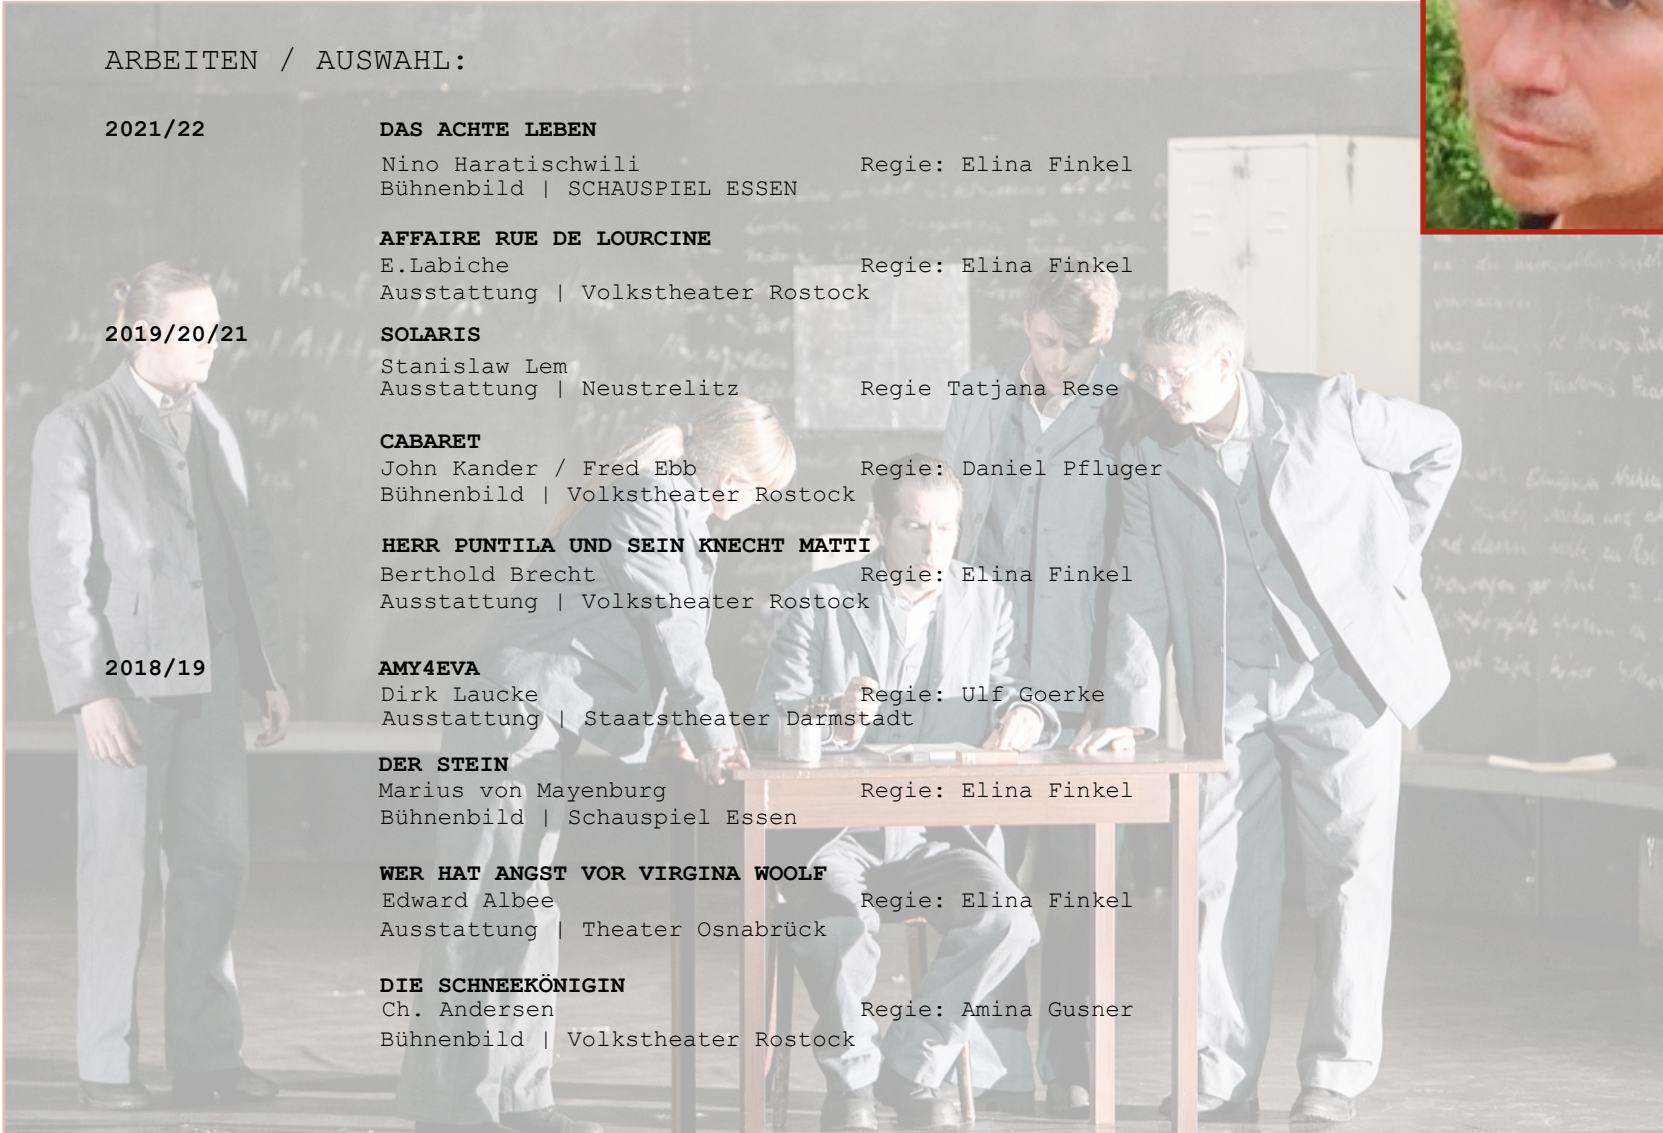 ARBEITEN / AUSWAHL:
2021/22 DAS ACHTE LEBEN
Nino Haratischwili Regie: Elina Finkel
Bühnenbild | SCHAUSPIEL ESSEN
AFFAIRE RUE DE LOURCINE
E.Labiche Regie: Elina Finkel
Ausstattung | Volkstheater Rostock
2019/20/21 SOLARIS
Stanislaw Lem
Ausstattung | Neustrelitz Regie Tatjana Rese
CABARET
John Kander / Fred Ebb Regie: Daniel Pfluger
Bühnenbild | Volkstheater Rostock
HERR PUNTILA UND SEIN KNECHT MATTI
Berthold Brecht Regie: Elina Finkel
Ausstattung | Volkstheater Rostock
2018/19 AMY4EVA
Dirk Laucke Regie: Ulf Goerke
Ausstattung | Staatstheater Darmstadt
DER STEIN
Marius von Mayenburg Regie: Elina Finkel
Bühnenbild | Schauspiel Essen
WER HAT ANGST VOR VIRGINA WOOLF
Edward Albee Regie: Elina Finkel
Ausstattung | Theater Osnabrück
DIE SCHNEEKÖNIGIN
Ch. Andersen Regie: Amina Gusner
Bühnenbild | Volkstheater Rostock